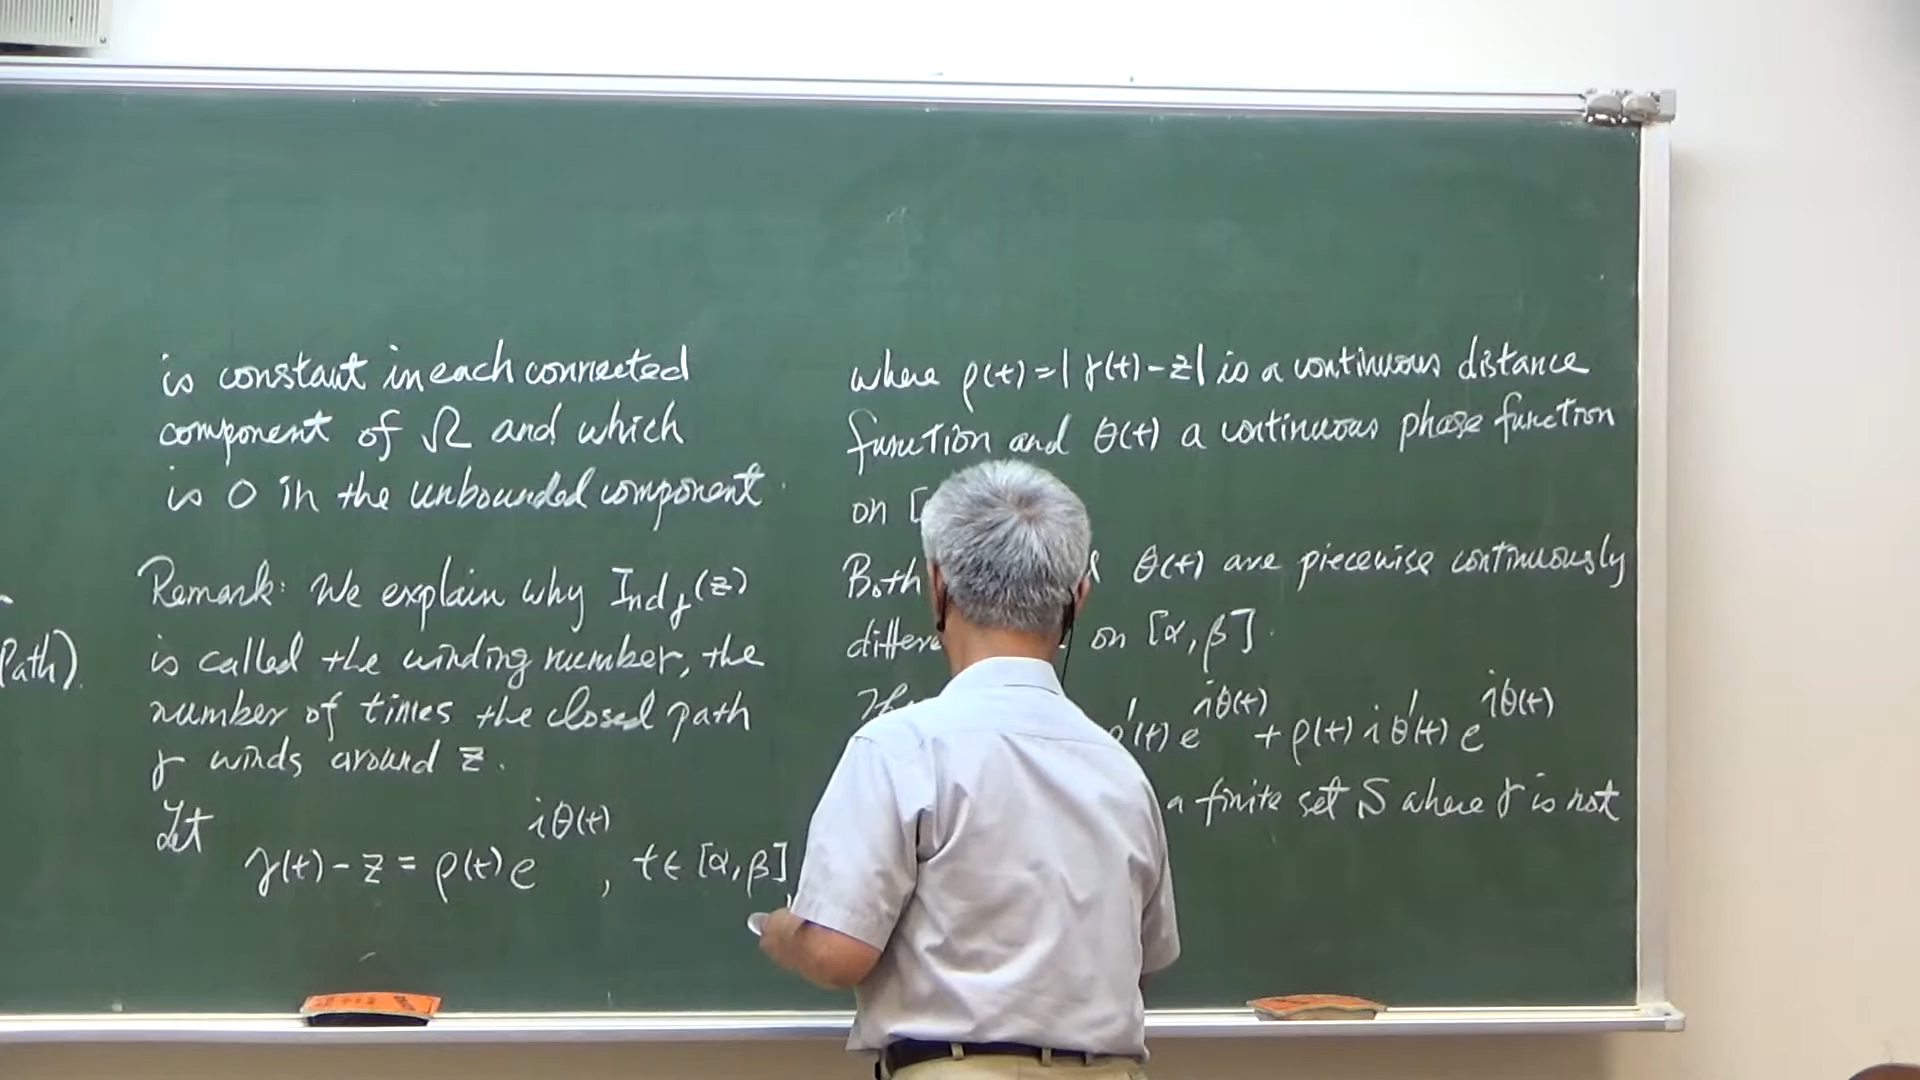 Path).
is constant in each connected
component of Ω and which
is 0 in the unbounded component.
Remark: We explain why Ind_γ(z)
is called the winding number, the
number of times the closed path
γ winds around z.
Let
γ(t) - z = ρ(t) e^{iθ(t)}, t ∈ [α, β]
where ρ(t) = | γ(t) - z | is a continuous distance
function and θ(t) a continuous phase function
on [
Both θ(t) are piecewise continuously
on [α, β].
ρ'(t) e^{iθ(t)} + ρ(t) i θ'(t) e^{iθ(t)}
a finite set S where γ is not